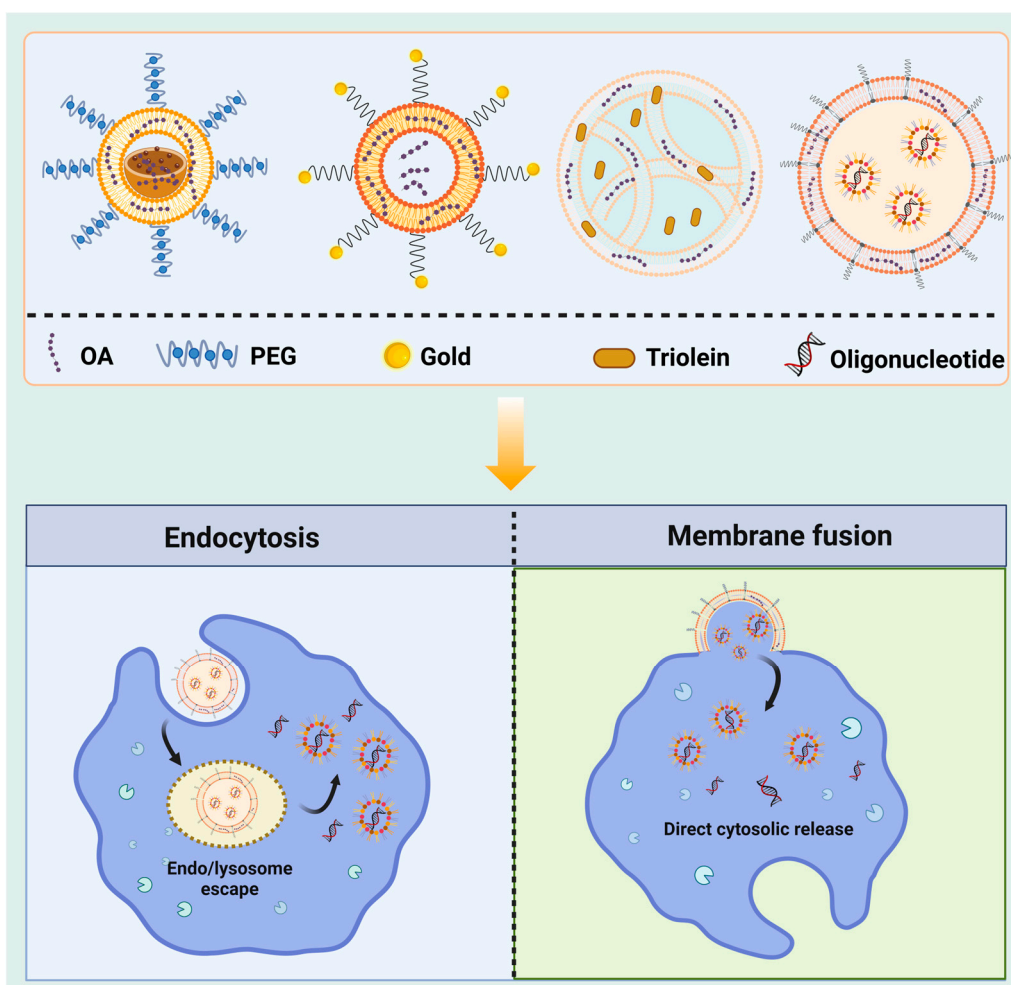 OA
PEG
Gold
Triolein
Oligonucleotide
Endocytosis
Membrane fusion
Endo/lysosome
escape
Direct cytosolic release